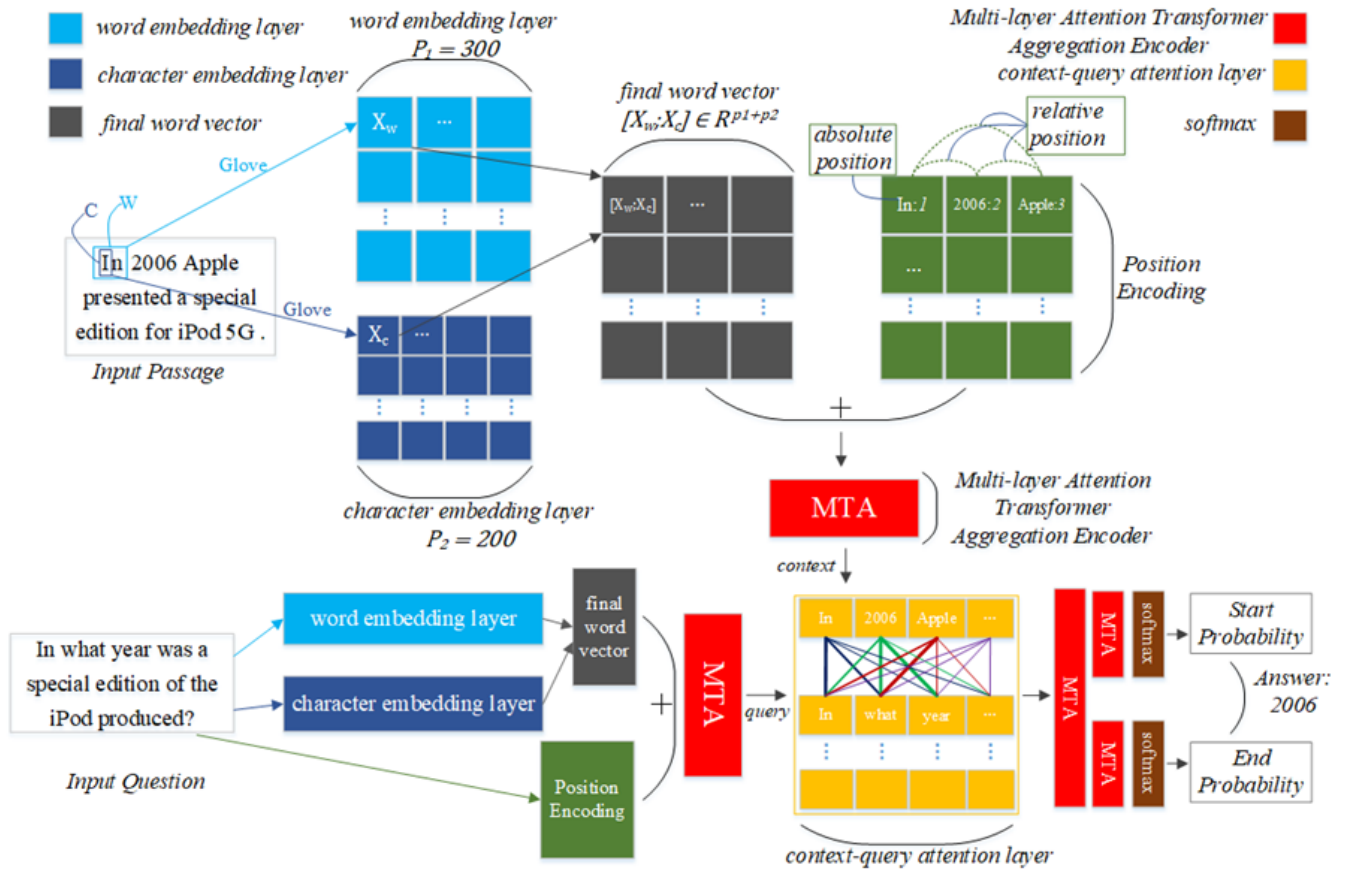 word embedding layer
character embedding layer
final word vector
word embedding layer
P₁ = 300
Multi-layer Attention Transformer
Aggregation Encoder
context-query attention layer
softmax
final word vector
[X_w;X_c] ∈ R^{p1+p2}
absolute
position
relative
position
Glove
C
W
In 2006 Apple
presented a special
edition for iPod 5G .
Input Passage
Glove
X_w ...
X_c ...
[X_w:X_c] ...
In:1 2006:2 Apple:3
...
Position
Encoding
character embedding layer
P₂ = 200
+
MTA
Multi-layer Attention
Transformer
Aggregation Encoder
context
In what year was a
special edition of the
iPod produced?
Input Question
word embedding layer
character embedding layer
final
word
vector
Position
Encoding
+
MTA
query
In 2006 Apple ...
In what year ...
context-query attention layer
MTA
MTA
softmax
Start
Probability
Answer:
2006
MTA
softmax
End
Probability